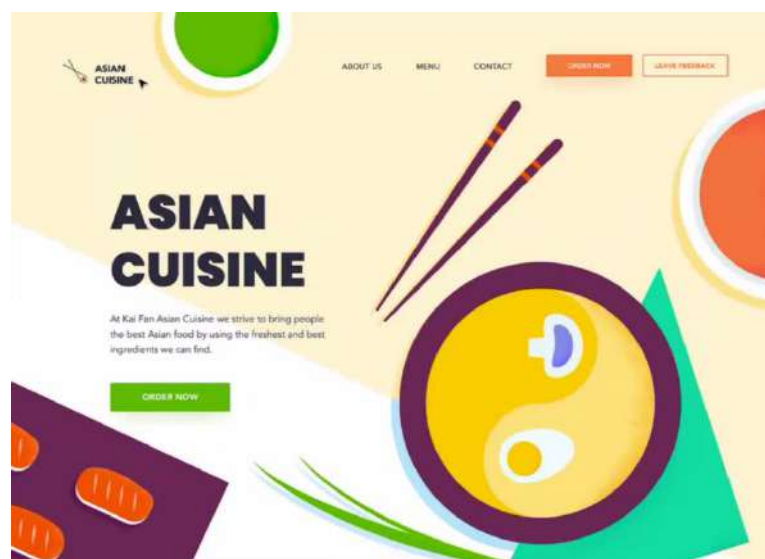 ASIAN
CUISINE
ABOUT US
MENU
CONTACT
ORDER NOW
LEAVE FEEDBACK
ASIAN
CUISINE
At Kai Fan Asian Cuisine we strive to bring people
the best Asian food by using the freshest and best
ingredients we can find.
ORDER NOW